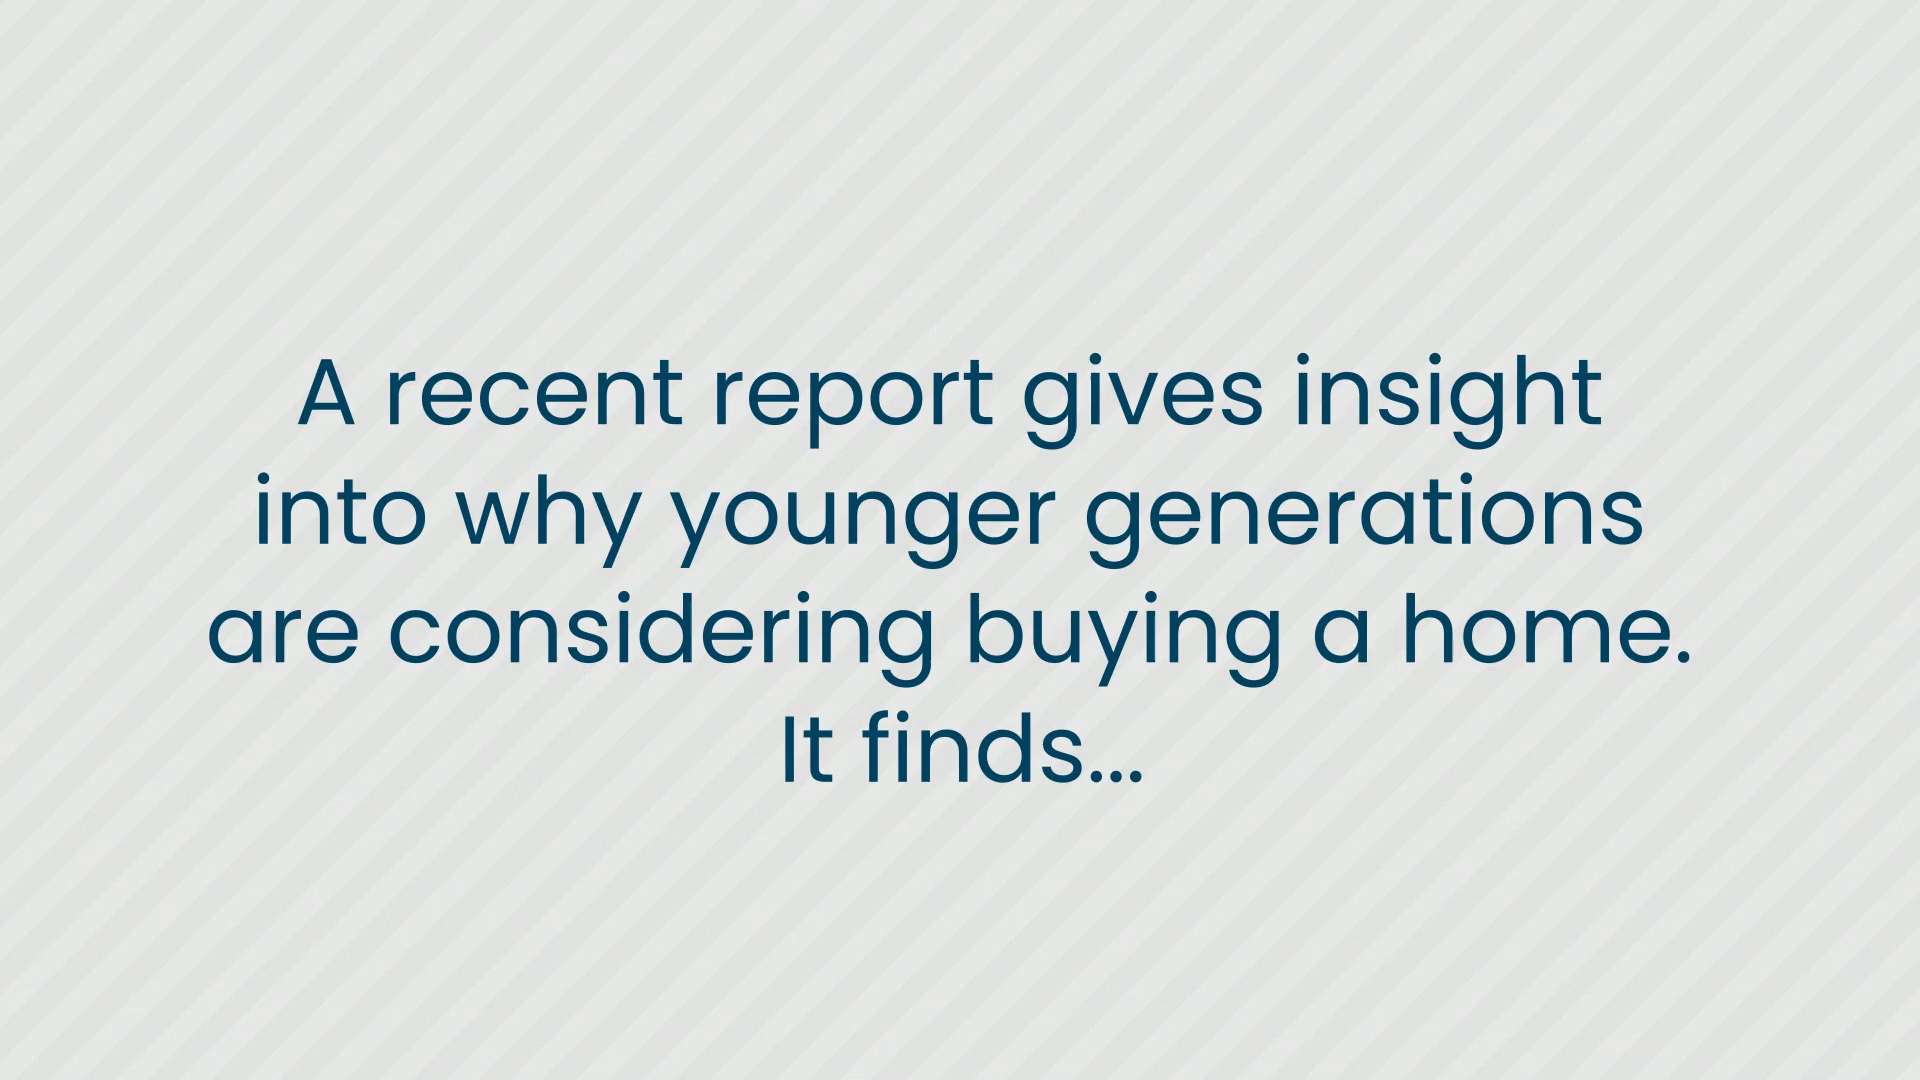 A recent report gives insight
into why younger generations
are considering buying a home.
It finds...